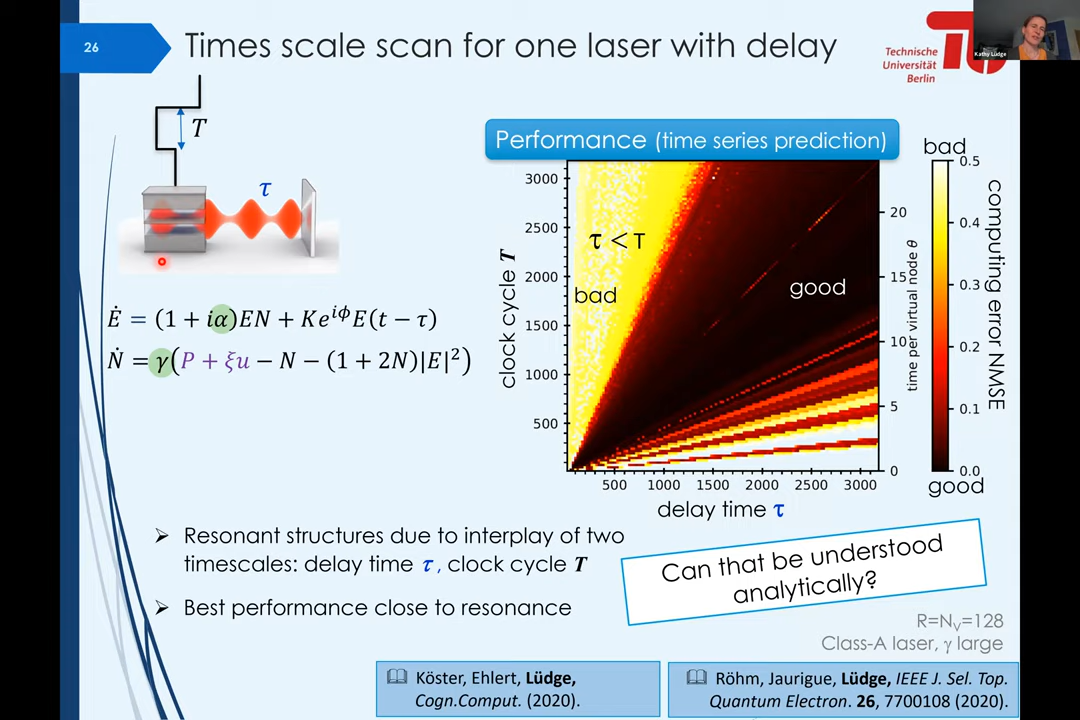 26
Times scale scan for one laser with delay
Technische
Universität
Berlin
Kathy Lüdge
T
τ
Ė = (1 + iα)EN + Ke^{iϕ}E(t − τ)
Ṅ = γ(P + ξu − N − (1 + 2N)|E|²)
Performance (time series prediction)
bad
0.5
0.4
0.3
0.2
0.1
0.0
good
computing error NMSE
clock cycle T
3000
2500
2000
1500
1000
500
τ < T
bad
good
20
15
10
5
0
time per virtual node θ
500 1000 1500 2000 2500 3000
delay time τ
➢ Resonant structures due to interplay of two
timescales: delay time τ , clock cycle T
➢ Best performance close to resonance
Can that be understood
analytically?
R=N_V=128
Class-A laser, γ large
Köster, Ehlert, Lüdge,
Cogn.Comput. (2020).
Röhm, Jaurigue, Lüdge, IEEE J. Sel. Top.
Quantum Electron. 26, 7700108 (2020).